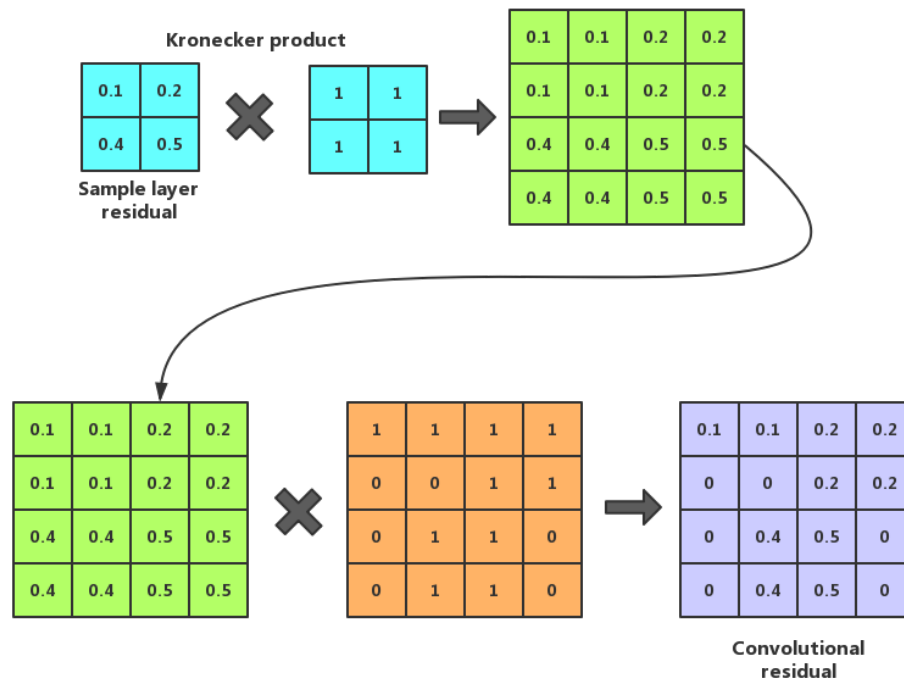 Kronecker product
0.1 0.2
0.4 0.5
Sample layer
residual
1 1
1 1
0.1 0.1 0.2 0.2
0.1 0.1 0.2 0.2
0.4 0.4 0.5 0.5
0.4 0.4 0.5 0.5
0.1 0.1 0.2 0.2
0.1 0.1 0.2 0.2
0.4 0.4 0.5 0.5
0.4 0.4 0.5 0.5
1 1 1 1
0 0 1 1
0 1 1 0
0 1 1 0
0.1 0.1 0.2 0.2
0 0 0.2 0.2
0 0.4 0.5 0
0 0.4 0.5 0
Convolutional
residual